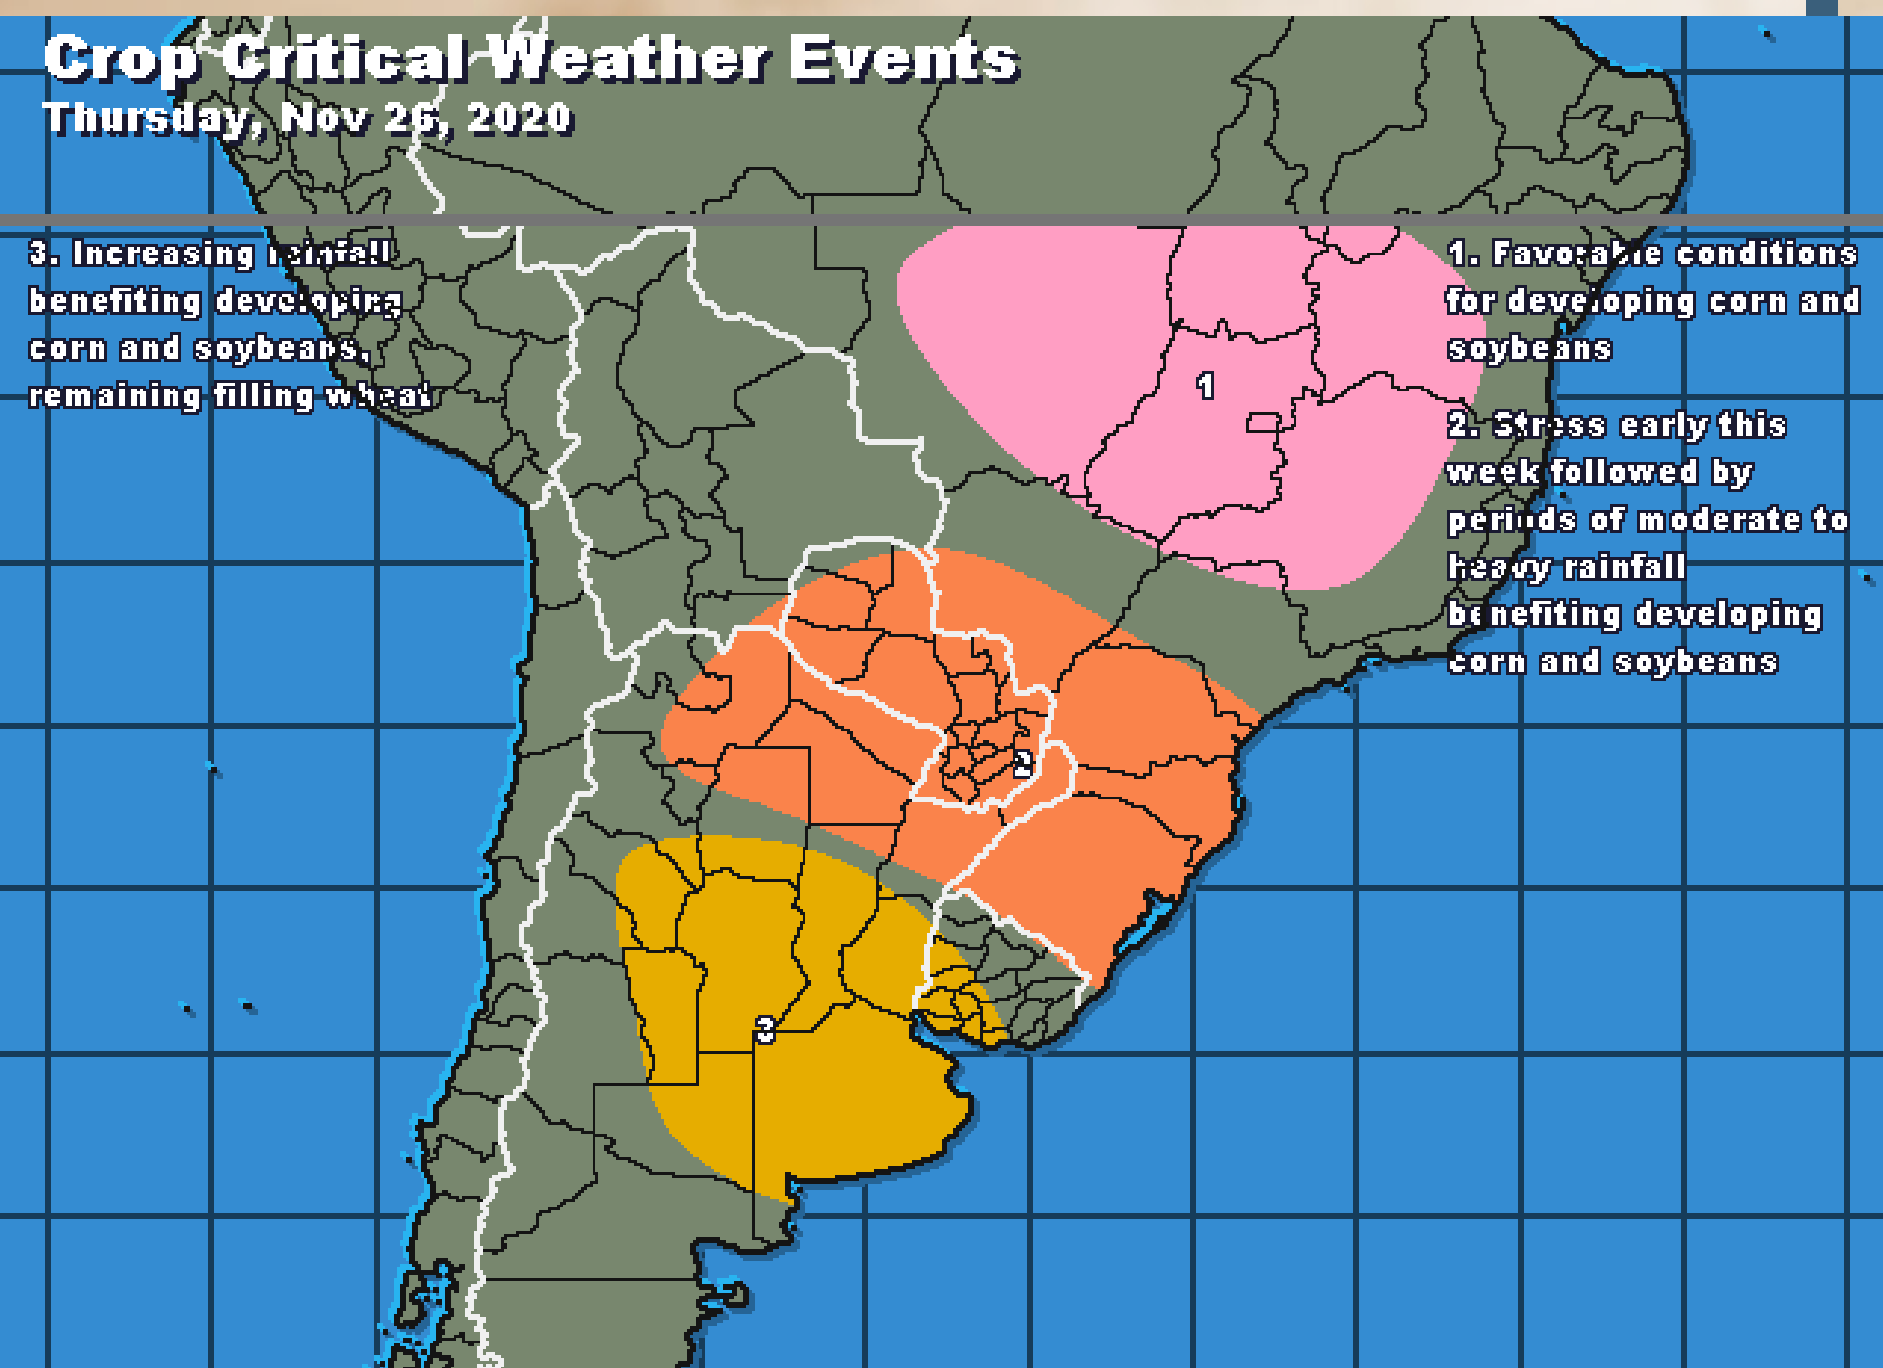 Crop Critical Weather Events
Thursday, Nov 26, 2020
3. Increasing rainfall
benefiting developing
corn and soybeans,
remaining filling wheat
1. Favorable conditions
for developing corn and
soybeans
2. Stress early this
week followed by
periods of moderate to
heavy rainfall
benefiting developing
corn and soybeans
1
2
3